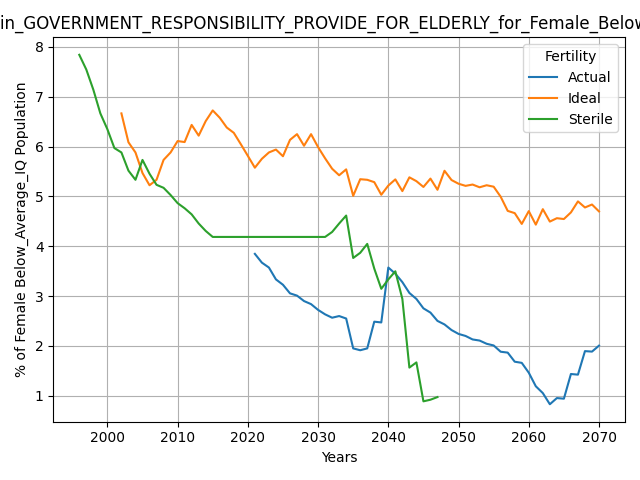 in_GOVERNMENT_RESPONSIBILITY_PROVIDE_FOR_ELDERLY_for_Female_Below
% of Female Below_Average_IQ Population
8
7
6
5
4
3
2
1
Fertility
Actual
Ideal
Sterile
2000 2010 2020 2030 2040 2050 2060 2070
Years